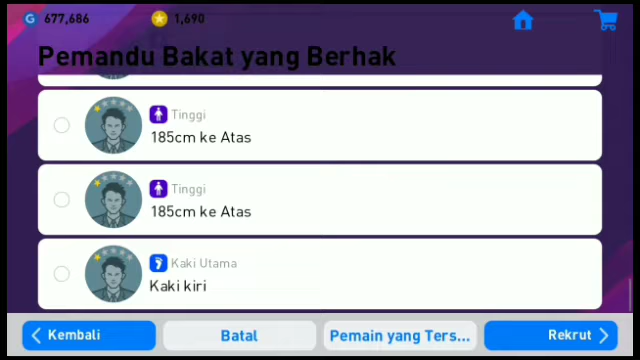 677,686
1,690
Pemandu Bakat yang Berhak
Tinggi
185cm ke Atas
Tinggi
185cm ke Atas
Kaki Utama
Kaki kiri
Kembali
Batal
Pemain yang Ters...
Rekrut